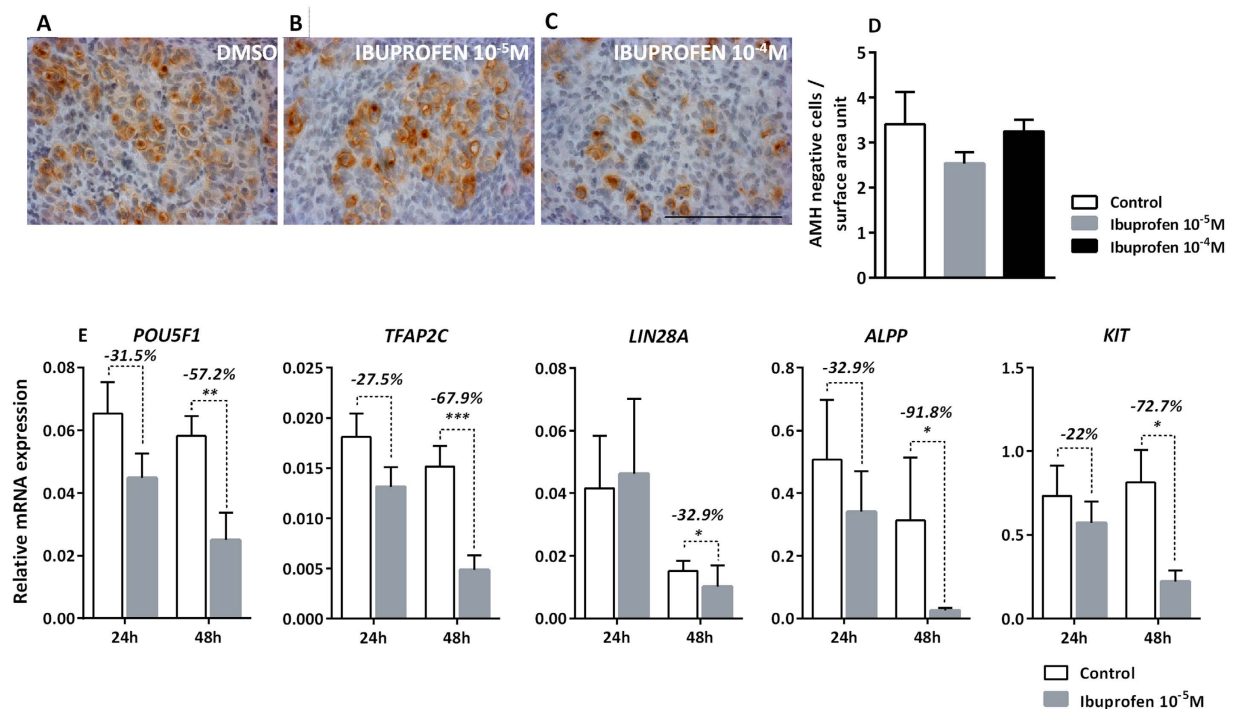 A
B
C
D
DMSO
IBUPROFEN 10⁻⁵M
IBUPROFEN 10⁻⁴M
AMH negative cells /
surface area unit
5
4
3
2
1
0
Control
Ibuprofen 10⁻⁵M
Ibuprofen 10⁻⁴M
E
Relative mRNA expression
POU5F1
0.08
0.06
0.04
0.02
0.00
-31.5%
-57.2%
**
24h
48h
TFAP2C
0.025
0.020
0.015
0.010
0.005
0.000
-27.5%
-67.9%
***
24h
48h
LIN28A
0.08
0.06
0.04
0.02
0.00
-32.9%
*
24h
48h
ALPP
0.8
0.6
0.4
0.2
0.0
-32.9%
-91.8%
*
24h
48h
KIT
1.5
1.0
0.5
0.0
-22%
-72.7%
*
24h
48h
Control
Ibuprofen 10⁻⁵M